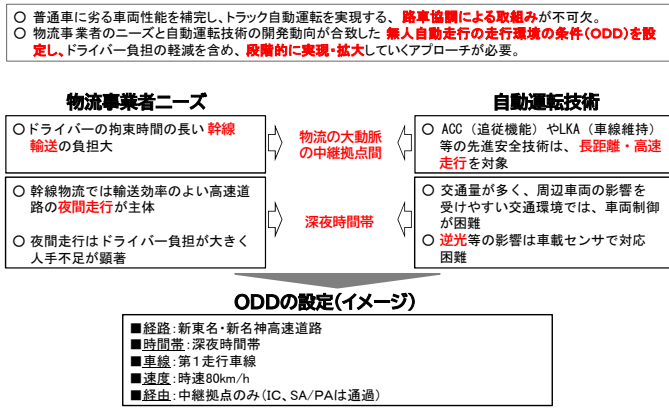 ○ 普通車に劣る車両性能を補完し、トラック自動運転を実現する、路車協調による取組みが不可欠。
○ 物流事業者のニーズと自動運転技術の開発動向が合致した 無人自動走行の走行環境の条件(ODD)を設
定し、ドライバー負担の軽減を含め、段階的に実現・拡大していくアプローチが必要。
物流事業者ニーズ
自動運転技術
○ドライバーの拘束時間の長い 幹線
輸送の負担大
物流の大動脈
の中継拠点間
○ ACC(追従機能)やLKA(車線維持)
等の先進安全技術は、長距離・高速
走行を対象
○ 幹線物流では輸送効率のよい高速道
路の夜間走行が主体
○ 夜間走行はドライバー負担が大きく
人手不足が顕著
深夜時間帯
○ 交通量が多く、周辺車両の影響を
受けやすい交通環境では、車両制御
が困難
○ 逆光等の影響は車載センサで対応
困難
ODDの設定(イメージ)
■経路:新東名・新名神高速道路
■時間帯:深夜時間帯
■車線:第1走行車線
■速度:時速80km/h
■経由:中継拠点のみ(IC、SA/PAは通過)